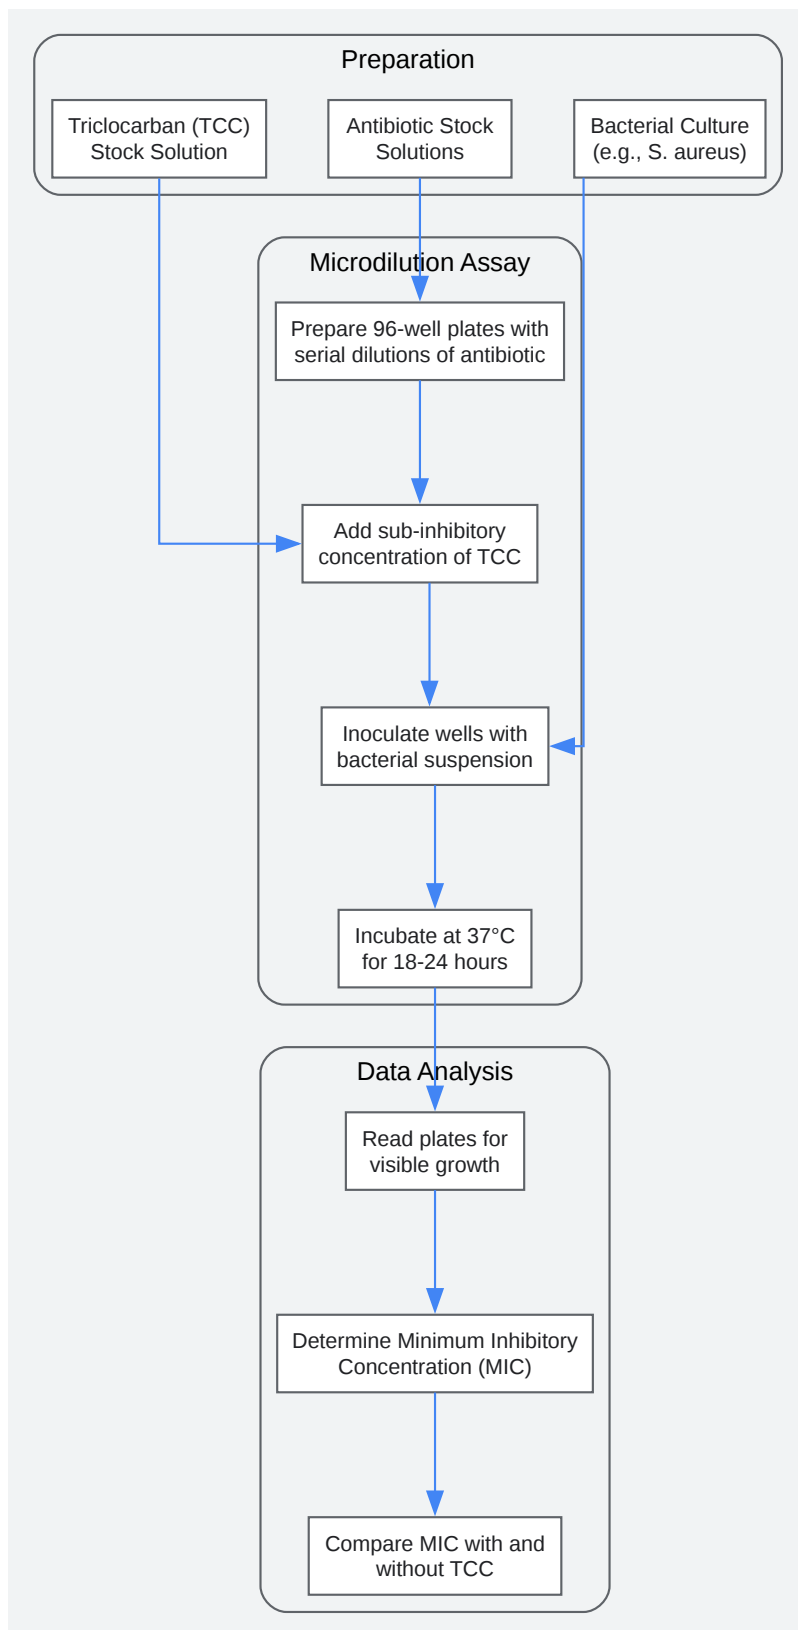 Preparation
Triclocarban (TCC)
Stock Solution
Antibiotic Stock
Solutions
Bacterial Culture
(e.g., S. aureus)
Microdilution Assay
Prepare 96-well plates with
serial dilutions of antibiotic
Add sub-inhibitory
concentration of TCC
Inoculate wells with
bacterial suspension
Incubate at 37°C
for 18-24 hours
Data Analysis
Read plates for
visible growth
Determine Minimum Inhibitory
Concentration (MIC)
Compare MIC with and
without TCC